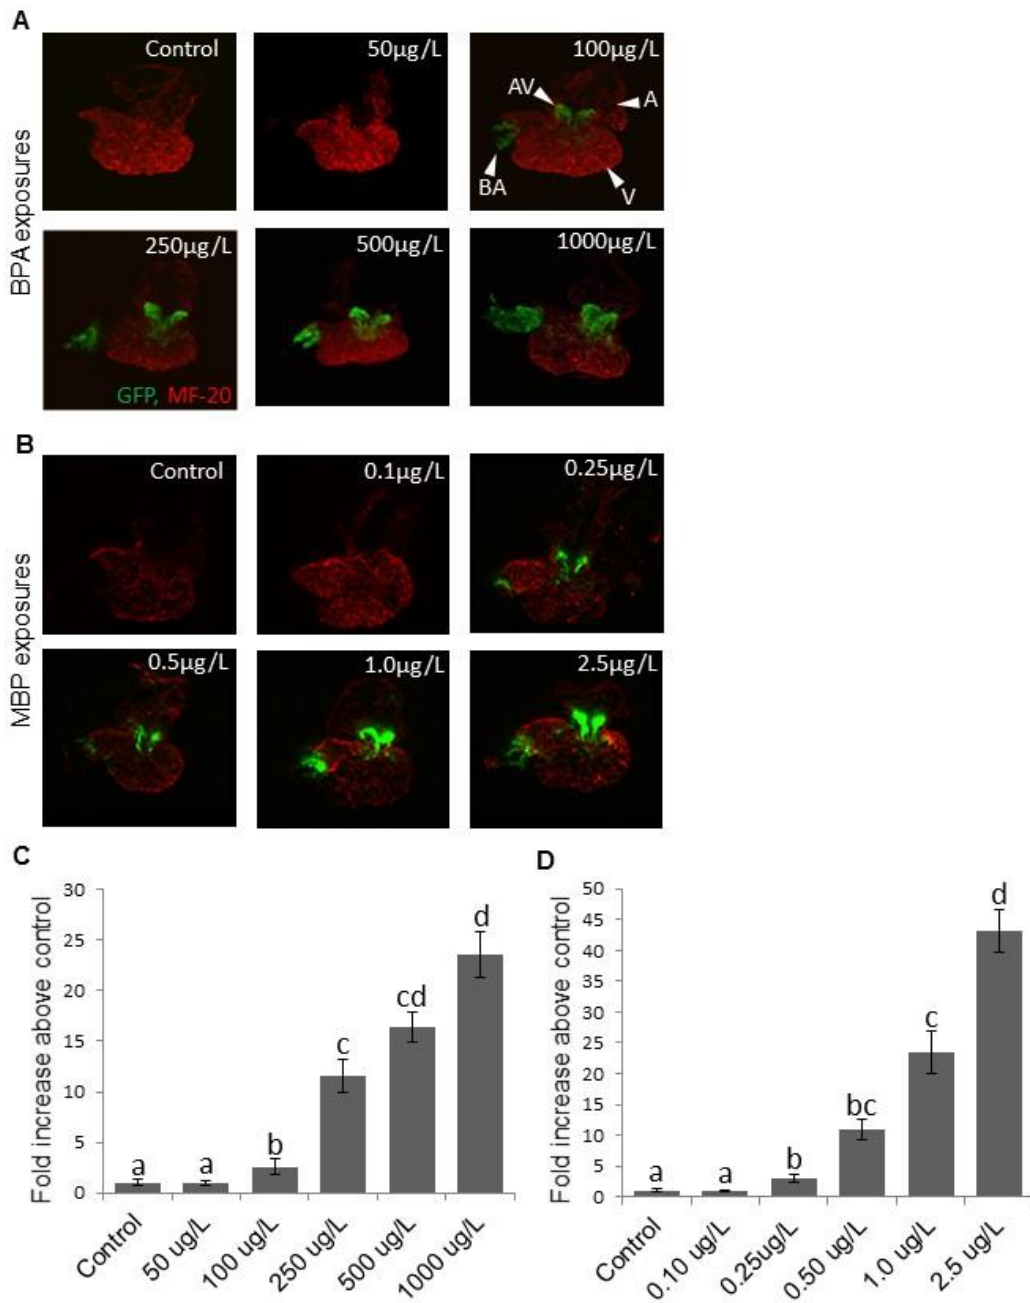 A
BPA exposures
Control
50µg/L
100µg/L
AV
A
BA
V
250µg/L
500µg/L
1000µg/L
GFP, MF-20
B
MBP exposures
Control
0.1µg/L
0.25µg/L
0.5µg/L
1.0µg/L
2.5µg/L
C
Fold increase above control
30
25
20
15
10
5
0
a
a
b
c
cd
d
Control
50 ug/L
100 ug/L
250 ug/L
500 ug/L
1000 ug/L
D
Fold increase above control
50
45
40
35
30
25
20
15
10
5
0
a
a
b
bc
c
d
Control
0.10 ug/L
0.25ug/L
0.50 ug/L
1.0 ug/L
2.5 ug/L